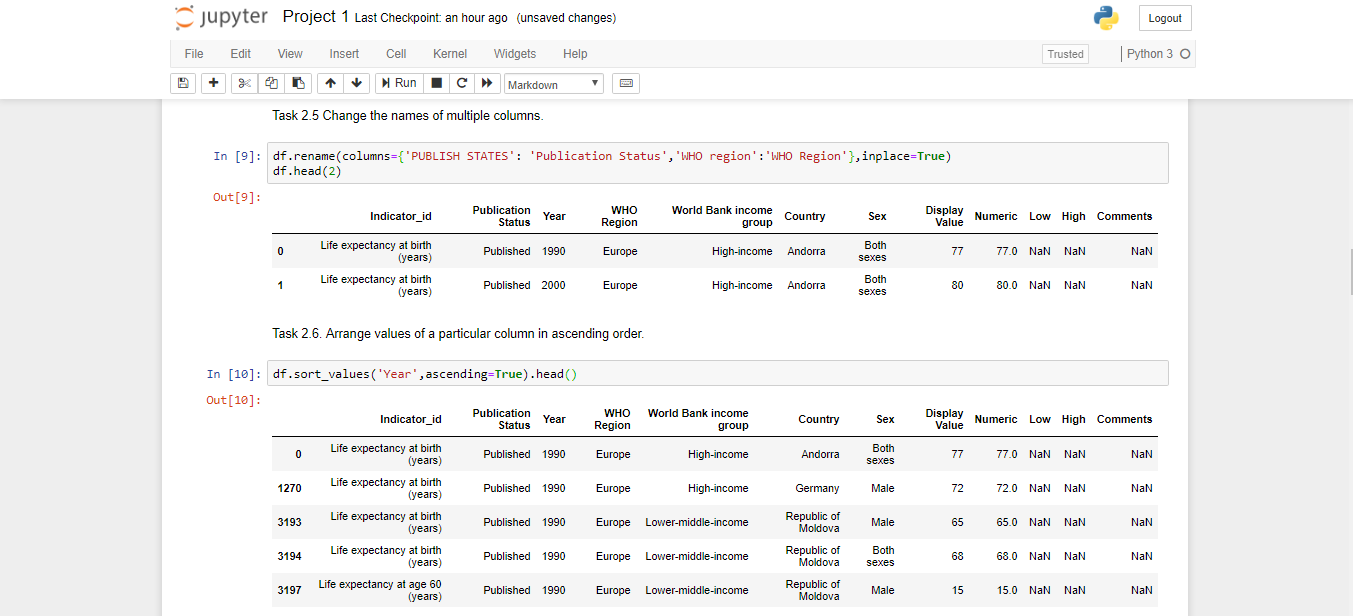 jupyter Project 1 Last Checkpoint: an hour ago (unsaved changes) Logout
File Edit View Insert Cell Kernel Widgets Help Trusted Python 3
Run Markdown
Task 2.5 Change the names of multiple columns.
In [9]: df.rename(columns={'PUBLISH STATES': 'Publication Status','WHO region':'WHO Region'},inplace=True)
df.head(2)
Out[9]:
Indicator_id Publication Status Year WHO Region World Bank income group Country Sex Display Value Numeric Low High Comments
0 Life expectancy at birth (years) Published 1990 Europe High-income Andorra Both sexes 77 77.0 NaN NaN NaN
1 Life expectancy at birth (years) Published 2000 Europe High-income Andorra Both sexes 80 80.0 NaN NaN NaN
Task 2.6. Arrange values of a particular column in ascending order.
In [10]: df.sort_values('Year',ascending=True).head()
Out[10]:
Indicator_id Publication Status Year WHO Region World Bank income group Country Sex Display Value Numeric Low High Comments
0 Life expectancy at birth (years) Published 1990 Europe High-income Andorra Both sexes 77 77.0 NaN NaN NaN
1270 Life expectancy at birth (years) Published 1990 Europe High-income Germany Male 72 72.0 NaN NaN NaN
3193 Life expectancy at birth (years) Published 1990 Europe Lower-middle-income Republic of Moldova Male 65 65.0 NaN NaN NaN
3194 Life expectancy at birth (years) Published 1990 Europe Lower-middle-income Republic of Moldova Both sexes 68 68.0 NaN NaN NaN
3197 Life expectancy at age 60 (years) Published 1990 Europe Lower-middle-income Republic of Moldova Male 15 15.0 NaN NaN NaN